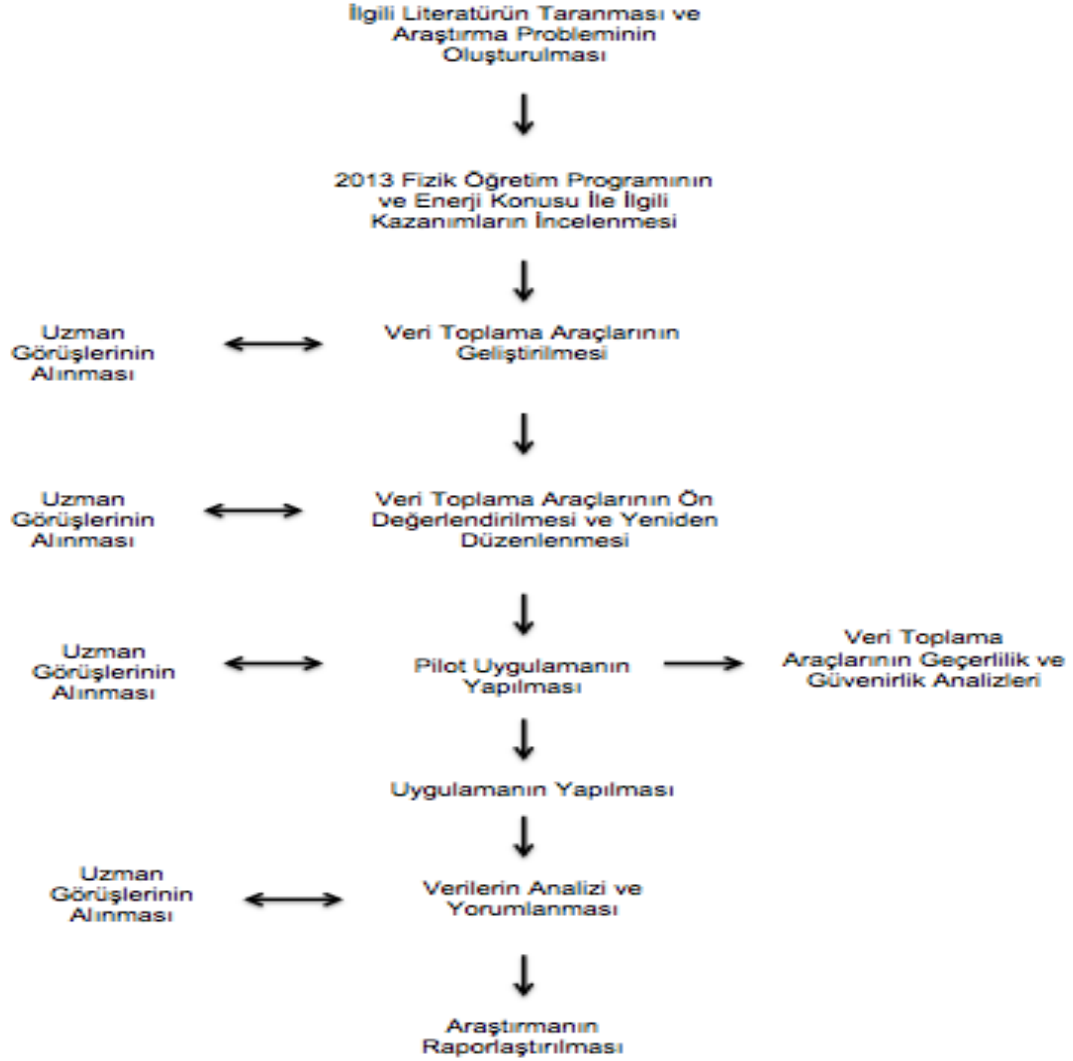 İlgili Literatürün Taranması ve
Araştırma Probleminin
Oluşturulması
2013 Fizik Öğretim Programının
ve Enerji Konusu İle İlgili
Kazanımların İncelenmesi
Uzman
Görüşlerinin
Alınması
Veri Toplama Araçlarının
Geliştirilmesi
Uzman
Görüşlerinin
Alınması
Veri Toplama Araçlarının Ön
Değerlendirilmesi ve Yeniden
Düzenlenmesi
Uzman
Görüşlerinin
Alınması
Pilot Uygulamanın
Yapılması
Veri Toplama
Araçlarının Geçerlilik ve
Güvenirlik Analizleri
Uygulamanın Yapılması
Uzman
Görüşlerinin
Alınması
Verilerin Analizi ve
Yorumlanması
Araştırmanın
Raporlaştırılması